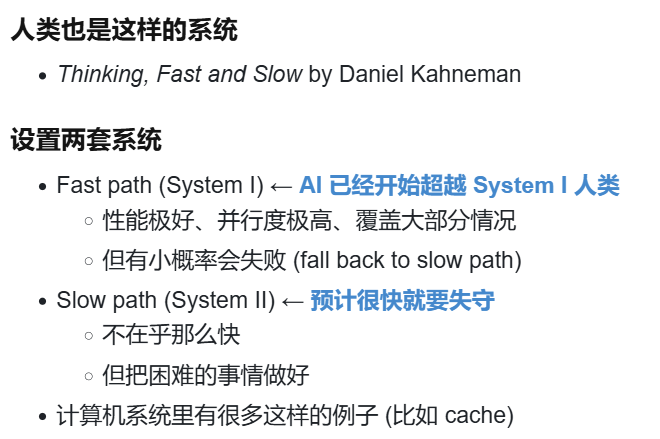 人类也是这样的系统
• Thinking, Fast and Slow by Daniel Kahneman
设置两套系统
• Fast path (System I) ← AI 已经开始超越 System I 人类
◦ 性能极好、并行度极高、覆盖大部分情况
◦ 但有小概率会失败 (fall back to slow path)
• Slow path (System II) ← 预计很快就要失守
◦ 不在乎那么快
◦ 但把困难的事情做好
• 计算机系统里有很多这样的例子 (比如 cache)